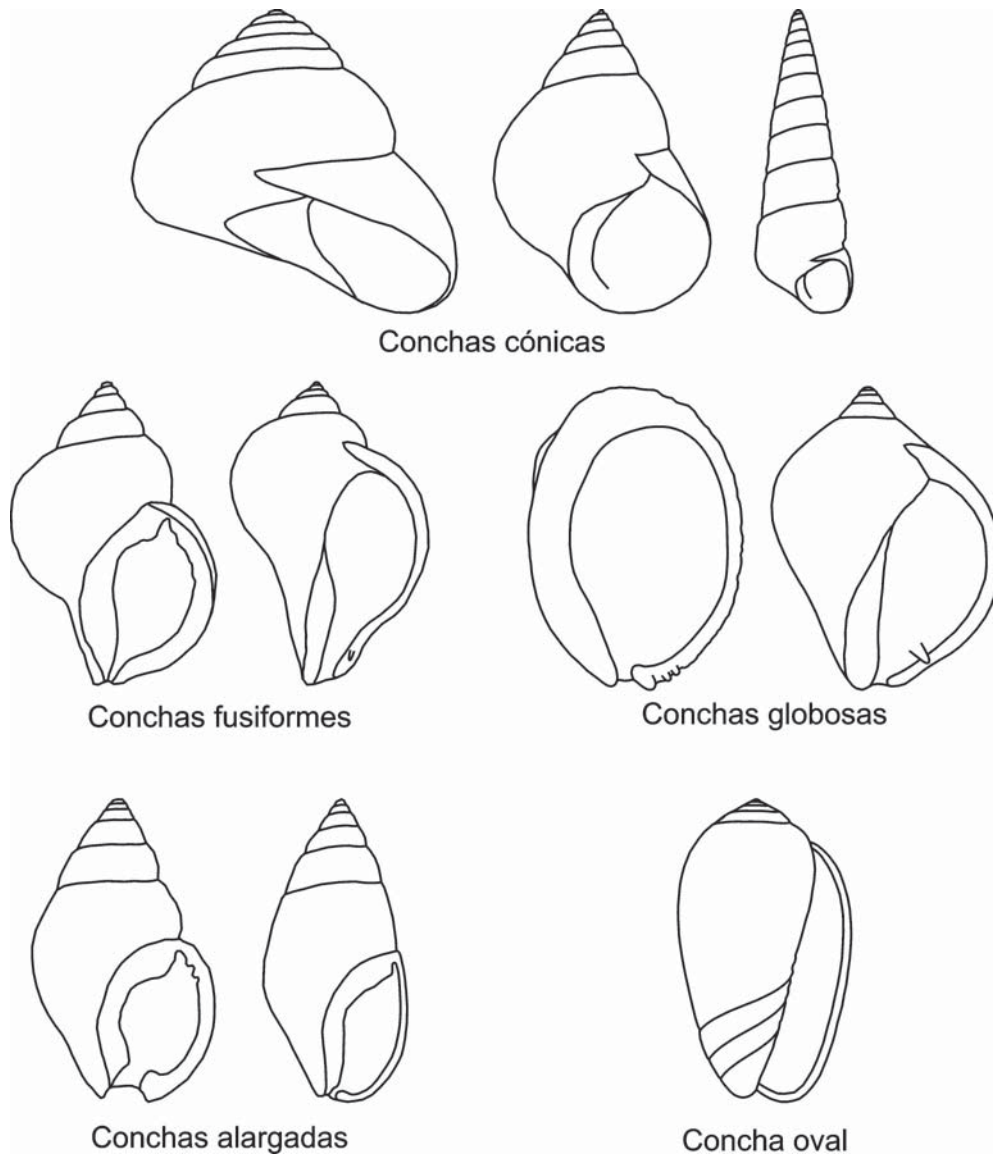 Conchas cónicas
Conchas fusiformes
Conchas globosas
Conchas alargadas
Concha oval